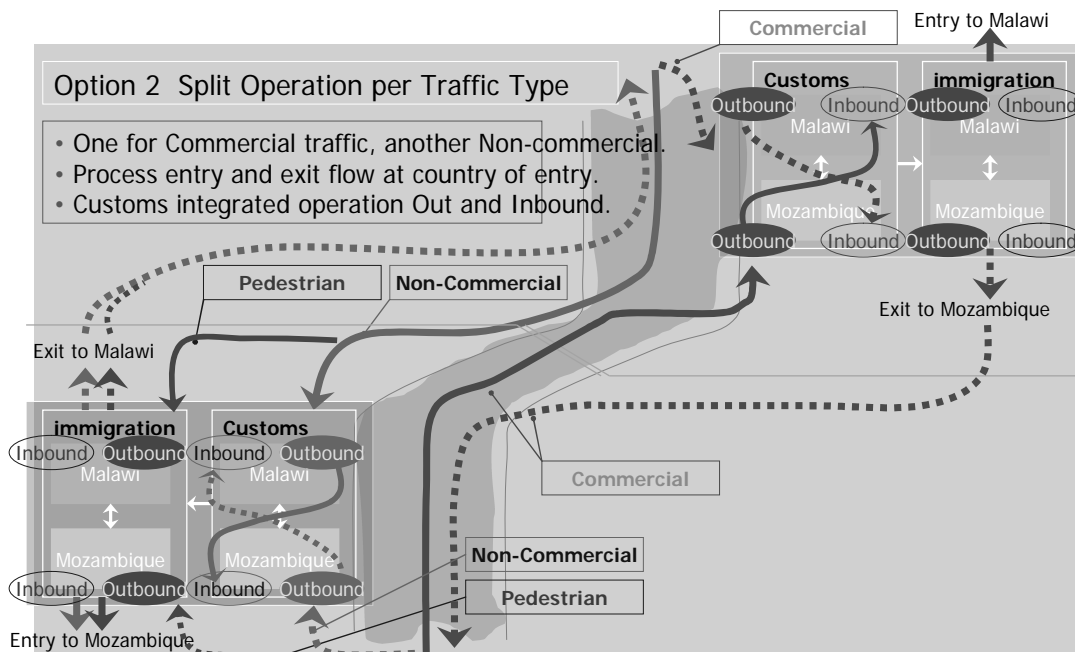 Entry to Malawi
Commercial
Option 2 Split Operation per Traffic Type
• One for Commercial traffic, another Non-commercial.
• Process entry and exit flow at country of entry.
• Customs integrated operation Out and Inbound.
Customs
immigration
Outbound
Inbound
Outbound
Inbound
Malawi
Malawi
Mozambique
Mozambique
Outbound
Inbound
Outbound
Inbound
Pedestrian
Non-Commercial
Exit to Mozambique
Exit to Malawi
immigration
Customs
Inbound
Outbound
Inbound
Outbound
Malawi
Malawi
Commercial
Mozambique
Mozambique
Non-Commercial
Inbound
Outbound
Inbound
Outbound
Pedestrian
Entry to Mozambique